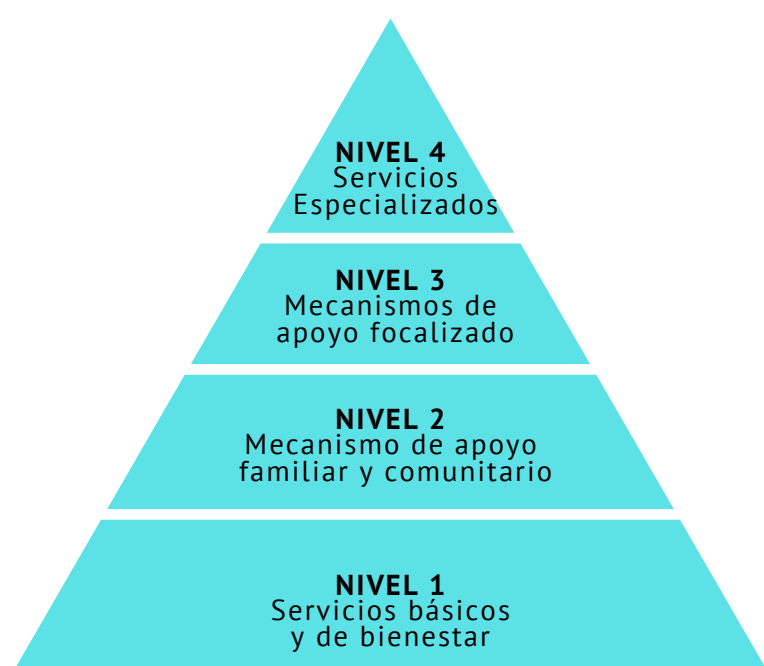 NIVEL 4
Servicios
Especializados
NIVEL 3
Mecanismos de
apoyo focalizado
NIVEL 2
Mecanismo de apoyo
familiar y comunitario
NIVEL 1
Servicios básicos
y de bienestar